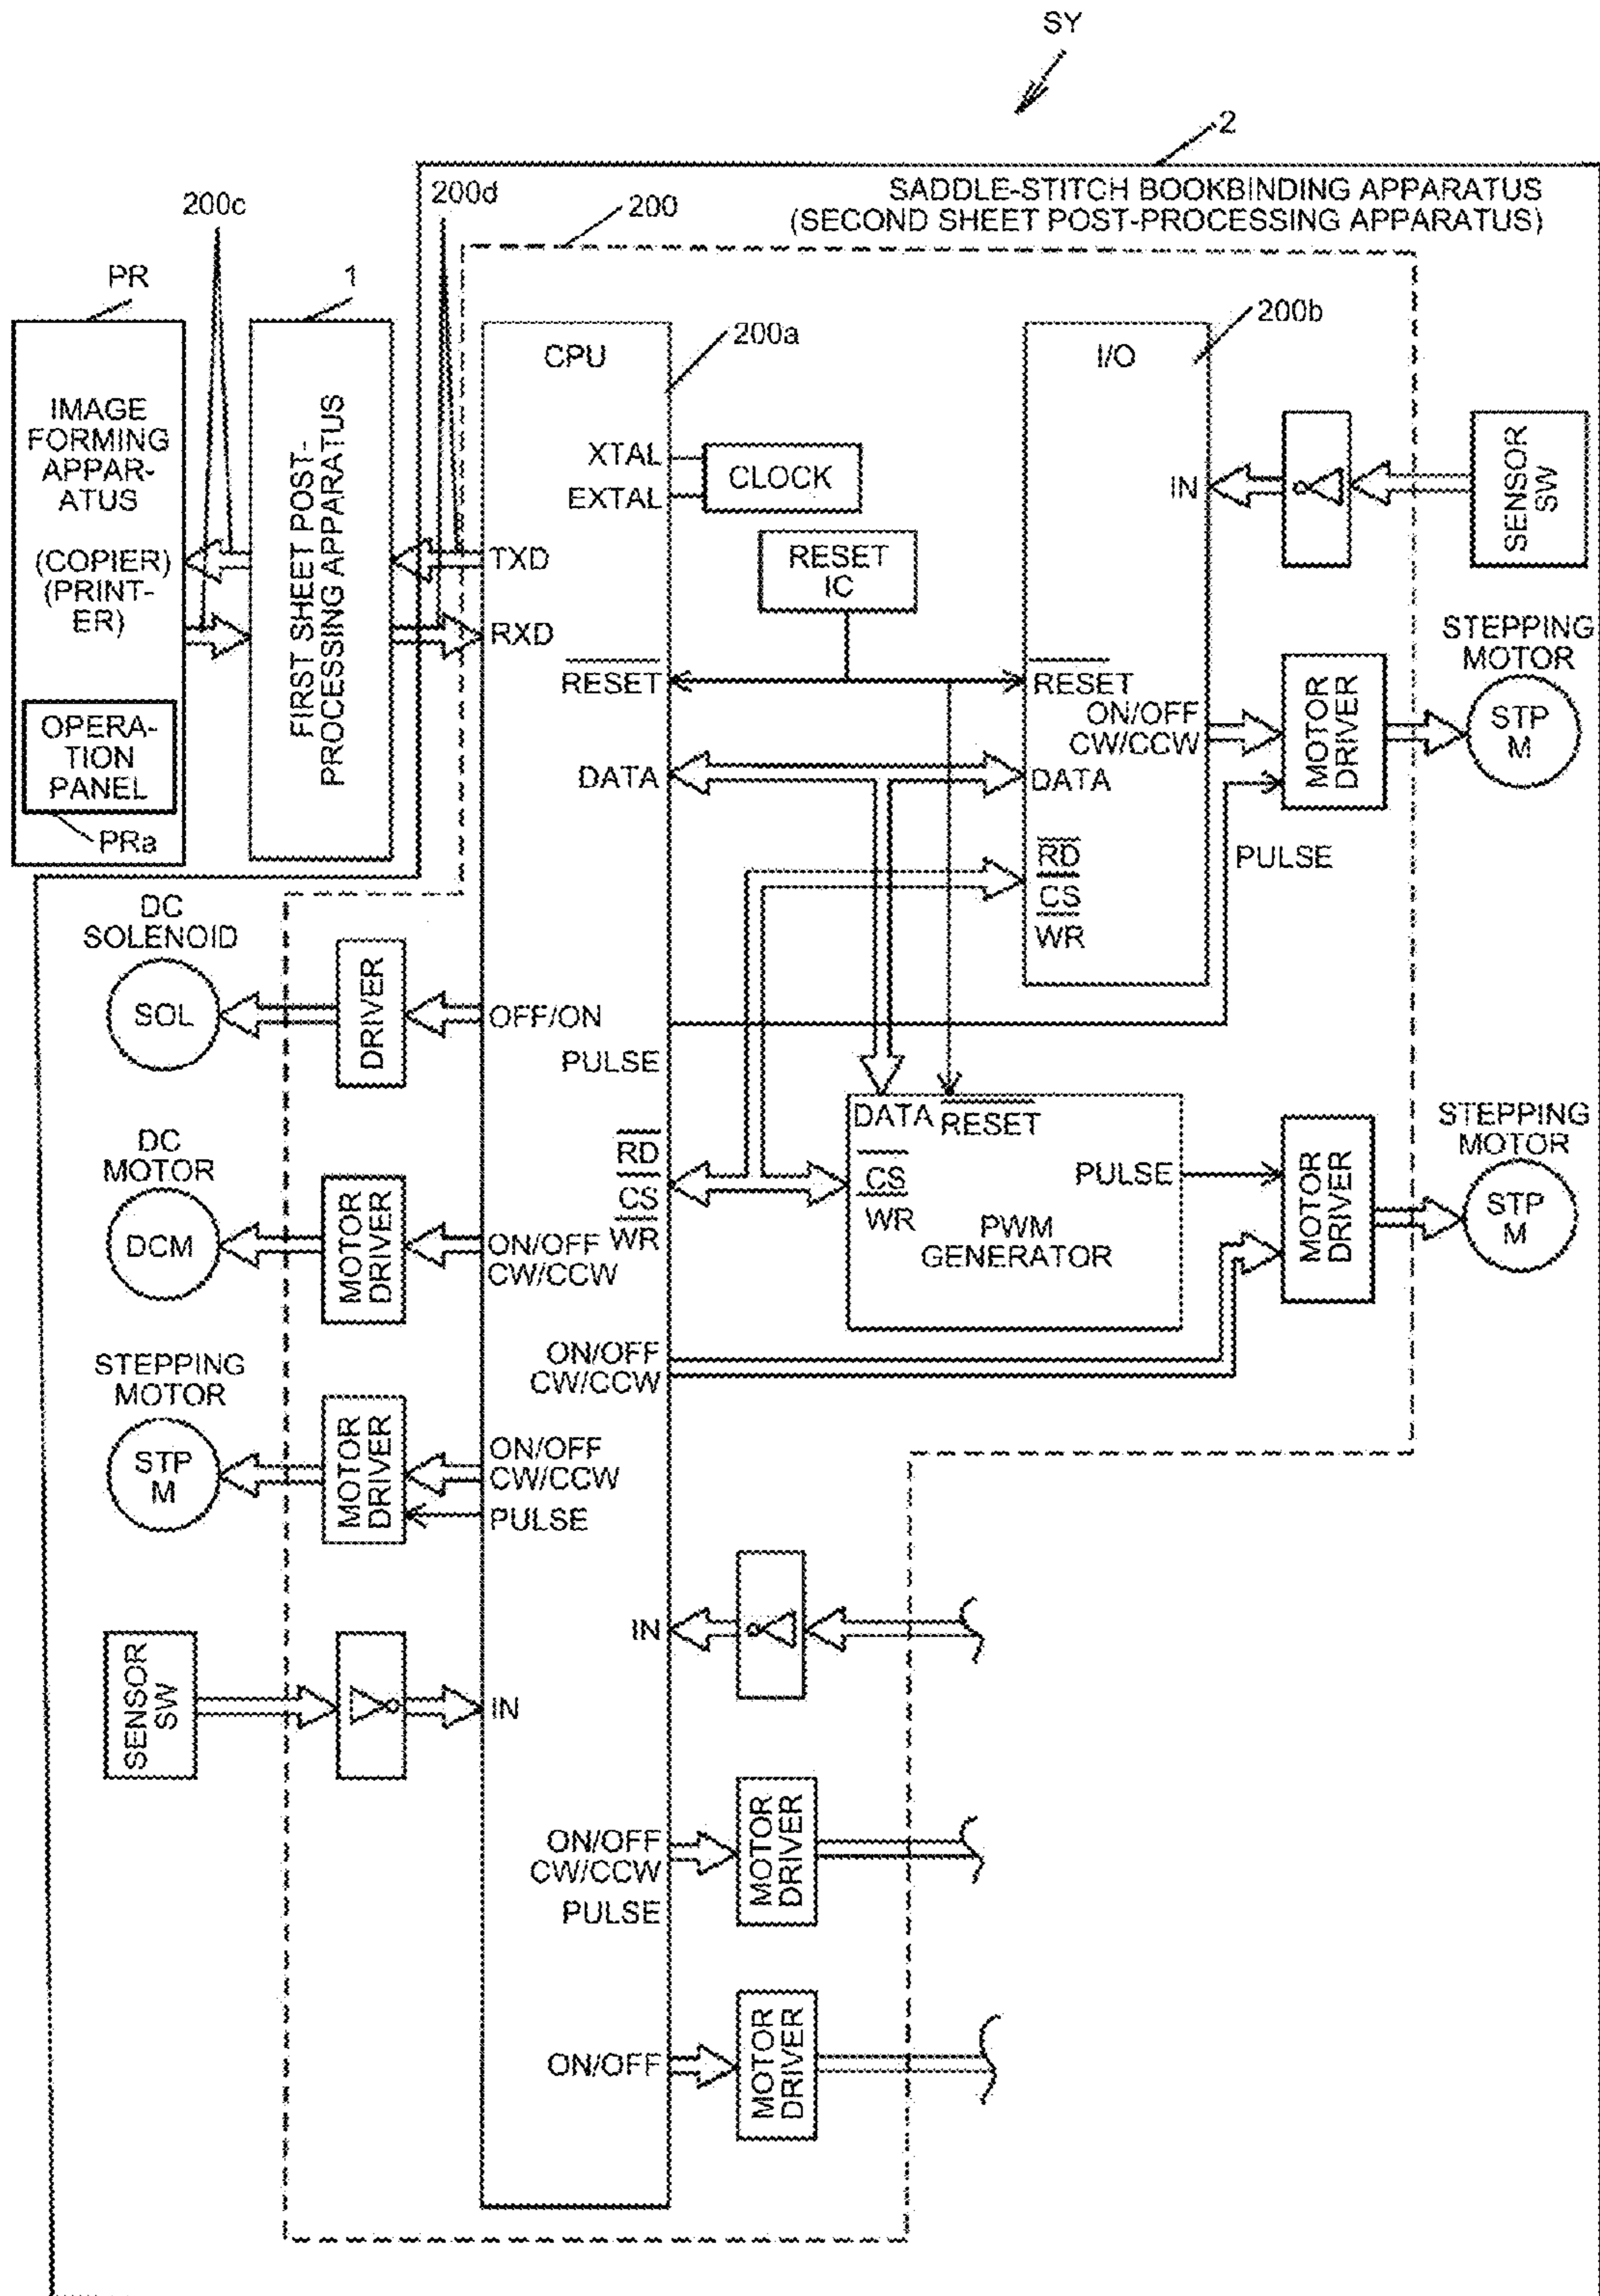 SY
2
SADDLE-STITCH BOOKBINDING APPARATUS
(SECOND SHEET POST-PROCESSING APPARATUS)
200c
200d
200
PR
1
IMAGE
FORMING
APPAR-
ATUS
(COPIER)
(PRINT-
ER)
OPERA-
TION
PANEL
PRa
FIRST SHEET POST-
PROCESSING APPARATUS
CPU
200a
I/O
200b
XTAL
EXTAL
CLOCK
TXD
RXD
RESET
IC
RESET
RESET
DATA
DATA
IN
SENSOR
SW
ON/OFF
CW/CCW
MOTOR
DRIVER
STEPPING
MOTOR
STP
M
PULSE
RD
CS
WR
DC
SOLENOID
SOL
DRIVER
OFF/ON
PULSE
DATA
RESET
CS
WR
PULSE
PWM
GENERATOR
MOTOR
DRIVER
STEPPING
MOTOR
STP
M
RD
CS
WR
DC
MOTOR
DCM
MOTOR
DRIVER
ON/OFF
CW/CCW
ON/OFF
CW/CCW
STEPPING
MOTOR
STP
M
MOTOR
DRIVER
ON/OFF
CW/CCW
PULSE
IN
SENSOR
SW
IN
ON/OFF
CW/CCW
PULSE
MOTOR
DRIVER
ON/OFF
MOTOR
DRIVER